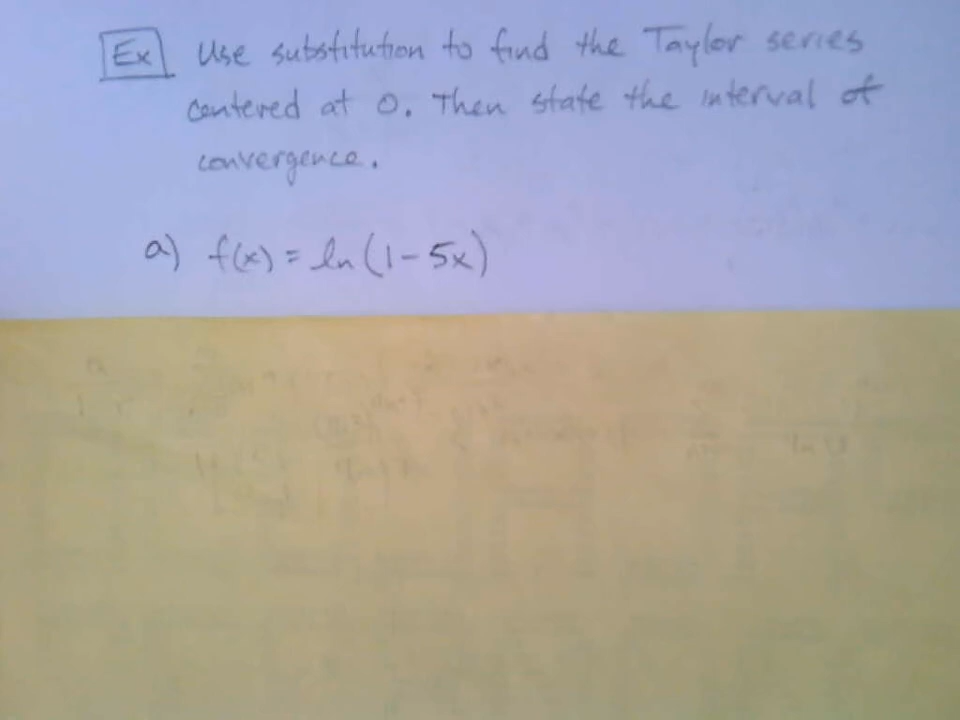 Ex Use substitution to find the Taylor series
centered at 0. Then state the interval of
convergence.
a) f(x) = ln(1-5x)